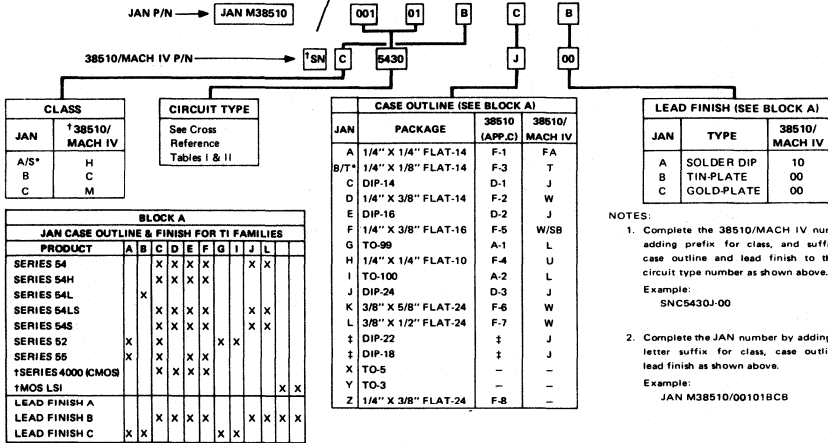 JAN P/N JAN M38510 / 001 01 B C B
38510/MACH IV P/N †SN C 5430 J 00
CLASS
JAN †38510/ MACH IV
A/S* H
B C
C M
CIRCUIT TYPE
See Cross
Reference
Tables I & II
CASE OUTLINE (SEE BLOCK A)
JAN PACKAGE 38510 (APP.C) 38510/ MACH IV
A 1/4" X 1/4" FLAT-14 F-1 FA
B/T* 1/4" X 1/8" FLAT-14 F-3 T
C DIP-14 D-1 J
D 1/4" X 3/8" FLAT-14 F-2 W
E DIP-16 D-2 J
F 1/4" X 3/8" FLAT-16 F-5 W/SB
G TO-99 A-1 L
H 1/4" X 1/4" FLAT-10 F-4 U
I TO-100 A-2 L
J DIP-24 D-3 J
K 3/8" X 5/8" FLAT-24 F-6 W
L 3/8" X 1/2" FLAT-24 F-7 W
‡ DIP-22 ‡ J
‡ DIP-18 ‡ J
X TO-5 – –
Y TO-3 – –
Z 1/4" X 3/8" FLAT-24 F-8 –
LEAD FINISH (SEE BLOCK A)
JAN TYPE 38510/ MACH IV
A SOLDER DIP 10
B TIN-PLATE 00
C GOLD-PLATE 00
BLOCK A
JAN CASE OUTLINE & FINISH FOR TI FAMILIES
PRODUCT A B C D E F G I J L
SERIES 54 X X X X X X
SERIES 54H X X X X
SERIES 54L X
SERIES 54LS X X X X X X
SERIES 54S X X X X X X
SERIES 52 X X X X
SERIES 55 X X X X
†SERIES 4000 (CMOS) X X X X
†MOS LSI X X
LEAD FINISH A
LEAD FINISH B X X X X X X X X
LEAD FINISH C X X X X
NOTES:
1. Complete the 38510/MACH IV
adding prefix for class, and
case outline and lead finish to
circuit type number as shown above.
Example:
SNC5430J-00
2. Complete the JAN number by adding
letter suffix for class, case
lead finish as shown above.
Example:
JAN M38510/00101BCB